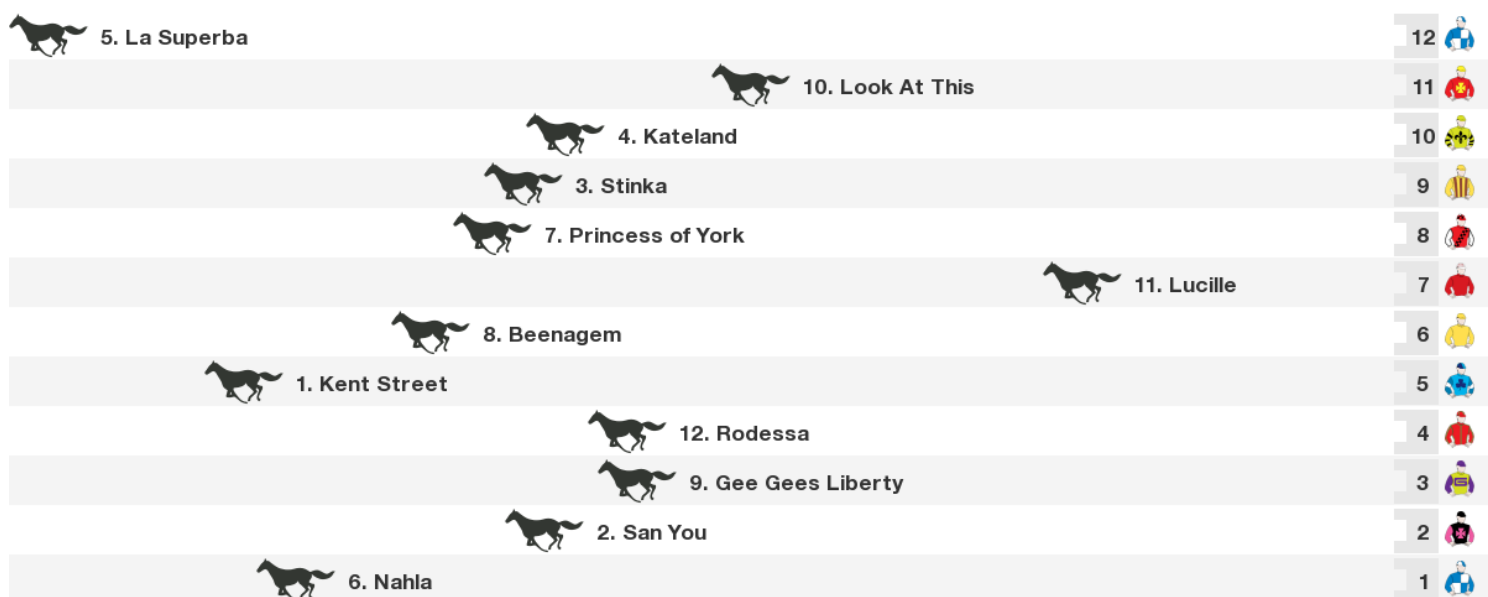 5. La Superba 12
10. Look At This 11
4. Kateland 10
3. Stinka 9
7. Princess of York 8
11. Lucille 7
8. Beenagem 6
1. Kent Street 5
12. Rodessa 4
9. Gee Gees Liberty 3
2. San You 2
6. Nahla 1